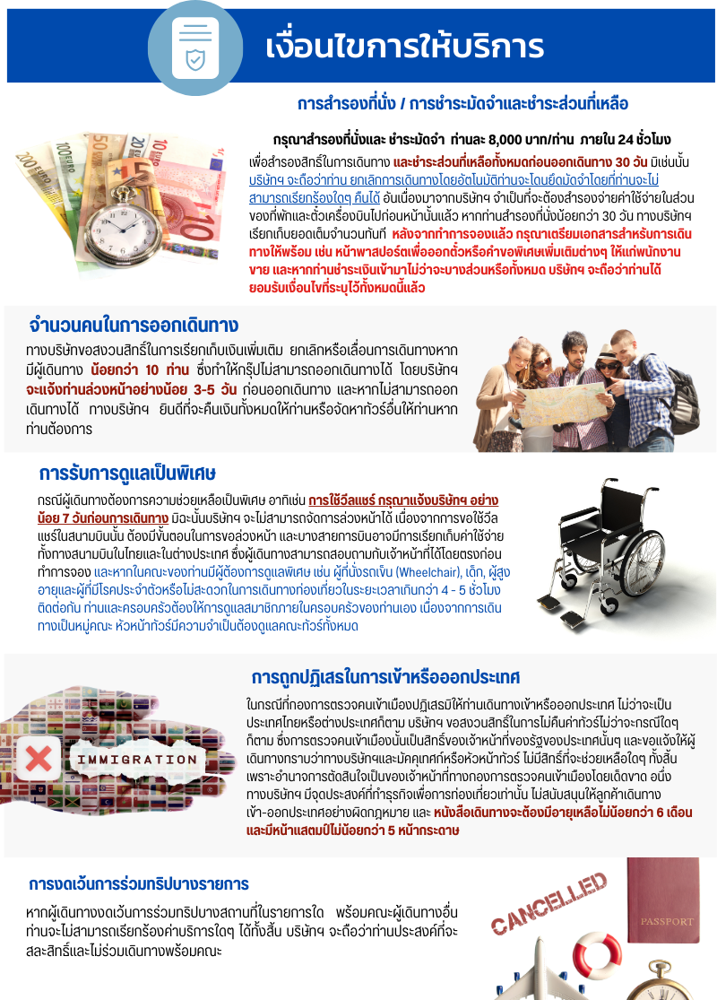 เงื่อนไขการให้บริการ
การสำรองที่นั่ง / การชำระมัดจำและชำระส่วนที่เหลือ
กรุณาสำรองที่นั่งและ ชำระมัดจำ ท่านละ 8,000 บาท/ท่าน ภายใน 24 ชั่วโมง
เพื่อสำรองสิทธิ์ในการเดินทาง และชำระส่วนที่เหลือทั้งหมดก่อนออกเดินทาง 30 วัน มิเช่นนั้น
บริษัทฯ จะถือว่าท่าน ยกเลิกการเดินทางโดยอัตโนมัติท่านจะโดนยึดมัดจำโดยที่ท่านจะไม่
สามารถเรียกร้องใดๆ คืนได้ อันเนื่องมาจากบริษัทฯ จำเป็นที่จะต้องสำรองจ่ายค่าใช้จ่ายในส่วน
ของที่พักและตั๋วเครื่องบินไปก่อนหน้านั้นแล้ว หากท่านสำรองที่นั่งน้อยกว่า 30 วัน ทางบริษัทฯ
เรียกเก็บยอดเต็มจำนวนทันที หลังจากทำการจองแล้ว กรุณาเตรียมเอกสารสำหรับการเดิน
ทางให้พร้อม เช่น หน้าพาสปอร์ตเพื่อออกตั๋วหรือคำขอพิเศษเพิ่มเติมต่างๆ ให้แก่พนักงาน
ขาย และหากท่านชำระเงินเข้ามาไม่ว่าจะบางส่วนหรือทั้งหมด บริษัทฯ จะถือว่าท่านได้
ยอมรับเงื่อนไขที่ระบุไว้ทั้งหมดนี้แล้ว
200 EURO
100 EURO
50
20 EURO
10 EURO
จำนวนคนในการออกเดินทาง
ทางบริษัทขอสงวนสิทธิ์ในการเรียกเก็บเงินเพิ่มเติม ยกเลิกหรือเลื่อนการเดินทางหาก
มีผู้เดินทาง น้อยกว่า 10 ท่าน ซึ่งทำให้กรุ๊ปไม่สามารถออกเดินทางได้ โดยบริษัทฯ
จะแจ้งท่านล่วงหน้าอย่างน้อย 3-5 วัน ก่อนออกเดินทาง และหากไม่สามารถออก
เดินทางได้ ทางบริษัทฯ ยินดีที่จะคืนเงินทั้งหมดให้ท่านหรือจัดหาทัวร์อื่นให้ท่านหาก
ท่านต้องการ
การรับการดูแลเป็นพิเศษ
กรณีผู้เดินทางต้องการความช่วยเหลือเป็นพิเศษ อาทิเช่น การใช้วีลแชร์ กรุณาแจ้งบริษัทฯ อย่าง
น้อย 7 วันก่อนการเดินทาง มิฉะนั้นบริษัทฯ จะไม่สามารถจัดการล่วงหน้าได้ เนื่องจากการขอใช้วีล
แชร์ในสนามบินนั้น ต้องมีขั้นตอนในการขอล่วงหน้า และบางสายการบินอาจมีการเรียกเก็บค่าใช้จ่าย
ทั้งทางสนามบินในไทยและในต่างประเทศ ซึ่งผู้เดินทางสามารถสอบถามกับเจ้าหน้าที่ได้โดยตรงก่อน
ทำการจอง และหากในคณะของท่านมีผู้ต้องการดูแลพิเศษ เช่น ผู้ที่นั่งรถเข็น (Wheelchair), เด็ก, ผู้สูง
อายุและผู้ที่มีโรคประจำตัวหรือไม่สะดวกในการเดินทางท่องเที่ยวในระยะเวลาเกินกว่า 4 - 5 ชั่วโมง
ติดต่อกัน ท่านและครอบครัวต้องให้การดูแลสมาชิกภายในครอบครัวของท่านเอง เนื่องจากการเดิน
ทางเป็นหมู่คณะ หัวหน้าทัวร์มีความจำเป็นต้องดูแลคณะทัวร์ทั้งหมด
การถูกปฏิเสธในการเข้าหรือออกประเทศ
ในกรณีที่กองการตรวจคนเข้าเมืองปฏิเสธมิให้ท่านเดินทางเข้าหรือออกประเทศ ไม่ว่าจะเป็น
ประเทศไทยหรือต่างประเทศก็ตาม บริษัทฯ ขอสงวนสิทธิ์ในการไม่คืนค่าทัวร์ไม่ว่าจะกรณีใดๆ
ก็ตาม ซึ่งการตรวจคนเข้าเมืองนั้นเป็นสิทธิ์ของเจ้าหน้าที่ของรัฐของประเทศนั้นๆ และขอแจ้งให้ผู้
เดินทางทราบว่าทางบริษัทฯและมัคคุเทศก์หรือหัวหน้าทัวร์ ไม่มีสิทธิ์ที่จะช่วยเหลือใดๆ ทั้งสิ้น
เพราะอำนาจการตัดสินใจเป็นของเจ้าหน้าที่ทางกองการตรวจคนเข้าเมืองโดยเด็ดขาด อนึ่ง
ทางบริษัทฯ มีจุดประสงค์ที่ทำธุรกิจเพื่อการท่องเที่ยวเท่านั้น ไม่สนับสนุนให้ลูกค้าเดินทาง
เข้า-ออกประเทศอย่างผิดกฎหมาย และ หนังสือเดินทางจะต้องมีอายุเหลือไม่น้อยกว่า 6 เดือน
และมีหน้าแสตมป์ไม่น้อยกว่า 5 หน้ากระดาษ
IMMIGRATION
การงดเว้นการร่วมทริปบางรายการ
หากผู้เดินทางงดเว้นการร่วมทริปบางสถานที่ในรายการใด พร้อมคณะผู้เดินทางอื่น
ท่านจะไม่สามารถเรียกร้องค่าบริการใดๆ ได้ทั้งสิ้น บริษัทฯ จะถือว่าท่านประสงค์ที่จะ
สละสิทธิ์และไม่ร่วมเดินทางพร้อมคณะ
CANCELLED
PASSPORT